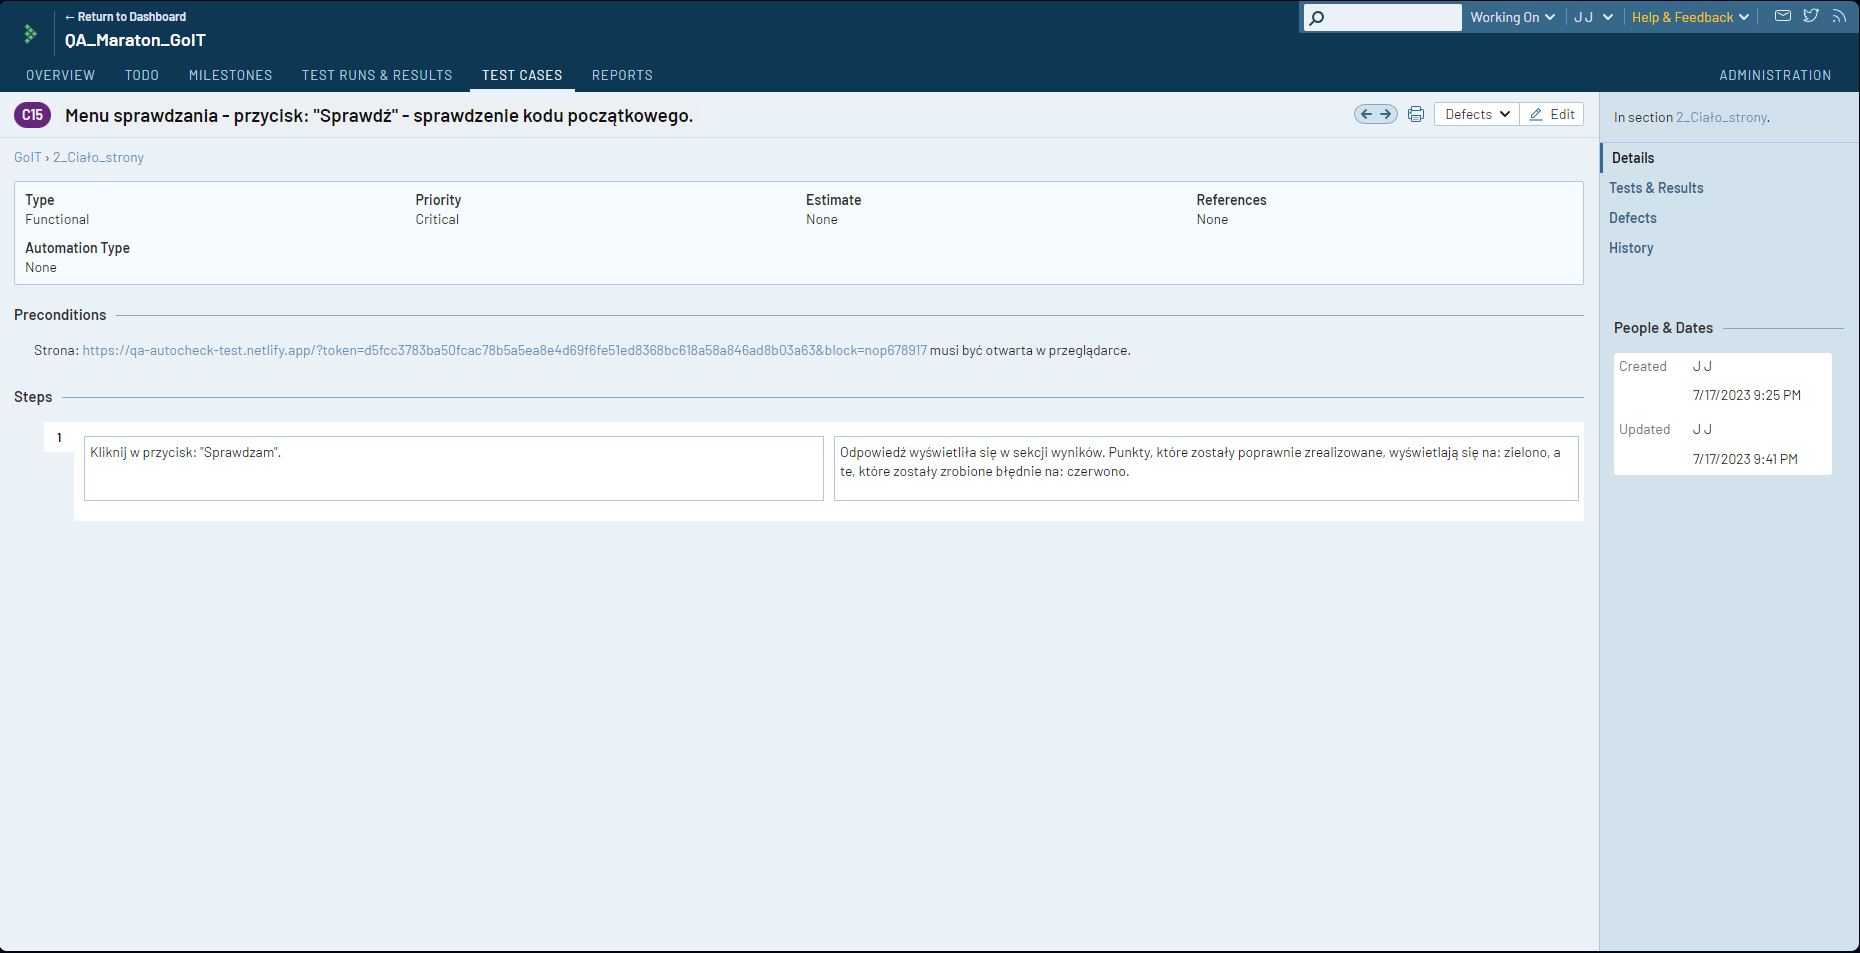 ← Return to Dashboard
QA_Maraton_GoIT
Working On
J J
Help & Feedback
OVERVIEW
TODO
MILESTONES
TEST RUNS & RESULTS
TEST CASES
REPORTS
ADMINISTRATION
C15
Menu sprawdzania - przycisk: "Sprawdź" - sprawdzenie kodu początkowego.
Defects
Edit
GoIT › 2_Ciało_strony
Type
Functional
Priority
Critical
Estimate
None
References
None
Automation Type
None
Preconditions
Strona: https://qa-autocheck-test.netlify.app/?token=d5fcc3783ba50fcac78b5a5ea8e4d69f6fe51ed8368bc618a58a846ad8b03a63&block=nop678917 musi być otwarta w przeglądarce.
Steps
1
Kliknij w przycisk: "Sprawdzam".
Odpowiedź wyświetliła się w sekcji wyników. Punkty, które zostały poprawnie zrealizowane, wyświetlają się na: zielono, a
te, które zostały zrobione błędnie na: czerwono.
In section 2_Ciało_strony.
Details
Tests & Results
Defects
History
People & Dates
Created
J J
7/17/2023 9:25 PM
Updated
J J
7/17/2023 9:41 PM